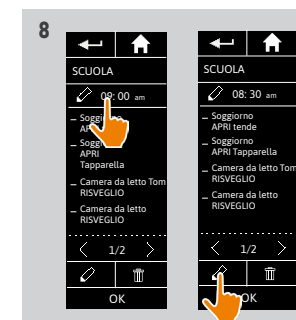 8
SCUOLA
09: 00 am
Soggiorno
Soggi
APRI
Tapparella
Camera da letto Tom
RISVEGLIO
Camera da letto
RISVEGLIO
1/2
OK
SCUOLA
08: 30 am
Soggiorno
APRI tende
Soggiorno
APRI Tapparella
Camera da letto Tom
RISVEGLIO
Camera da letto
RISVEGLIO
1/2
OK